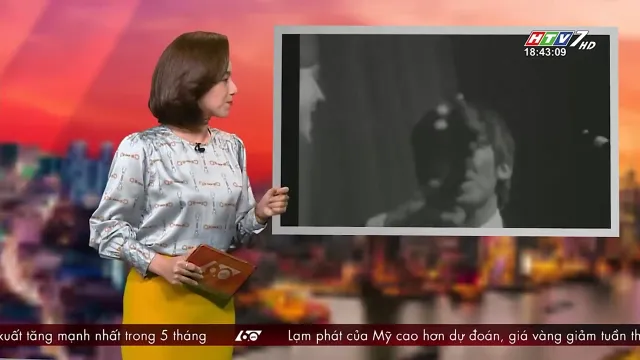 HTV7 HD
18:43:09
xuất tăng mạnh nhất trong 5 tháng 60 Lạm phát của Mỹ cao hơn dự đoán, giá vàng giảm tuần th